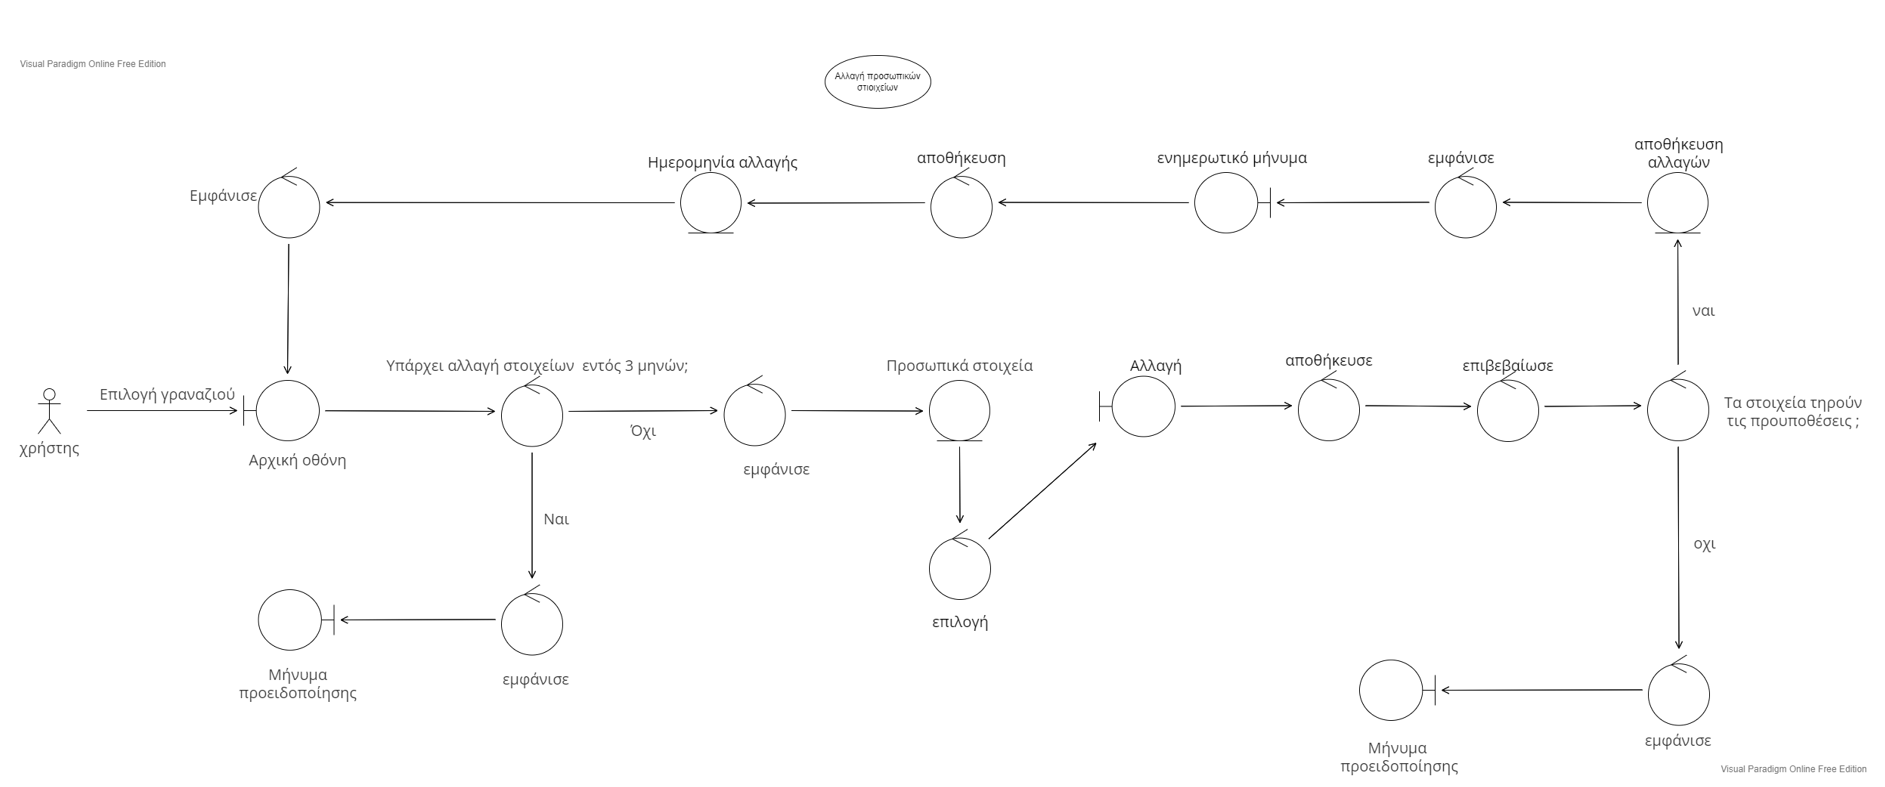 Visual Paradigm Online Free Edition
Αλλαγή προσωπικών
στιοιχείων
Εμφάνισε
Ημερομηνία αλλαγής
αποθήκευση
ενημερωτικό μήνυμα
εμφάνισε
αποθήκευση
αλλαγών
ναι
Επιλογή γραναζιού
χρήστης
Αρχική οθόνη
Υπάρχει αλλαγή στοιχείων εντός 3 μηνών;
Όχι
εμφάνισε
Προσωπικά στοιχεία
Αλλαγή
αποθήκευσε
επιβεβαίωσε
Τα στοιχεία τηρούν
τις προυποθέσεις ;
Ναι
οχι
επιλογή
Μήνυμα
προειδοποίησης
εμφάνισε
Μήνυμα
προειδοποίησης
εμφάνισε
Visual Paradigm Online Free Edition